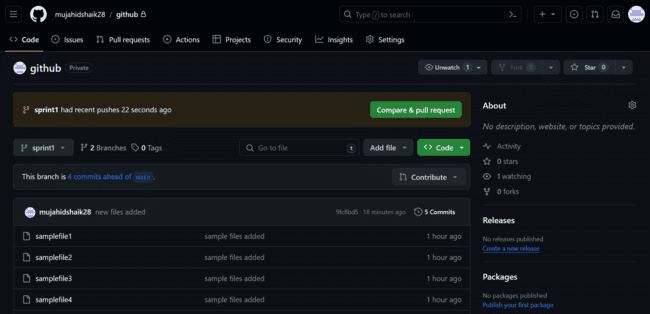 mujahidshaik28 / github
Type / to search
Code Issues Pull requests Actions Projects Security Insights Settings
github Private
Unwatch 1 Fork 0 Star 0
sprint1 had recent pushes 22 seconds ago
Compare & pull request
sprint1 2 Branches 0 Tags
Go to file t
Add file Code
This branch is 4 commits ahead of main.
Contribute
mujahidshaik28 new files added
9fc8bd5 · 18 minutes ago 5 Commits
samplefile1 sample files added 1 hour ago
samplefile2 sample files added 1 hour ago
samplefile3 sample files added 1 hour ago
samplefile4 sample files added 1 hour ago
About
No description, website, or topics provided.
Activity
0 stars
1 watching
0 forks
Releases
No releases published
Create a new release
Packages
No packages published
Publish your first package